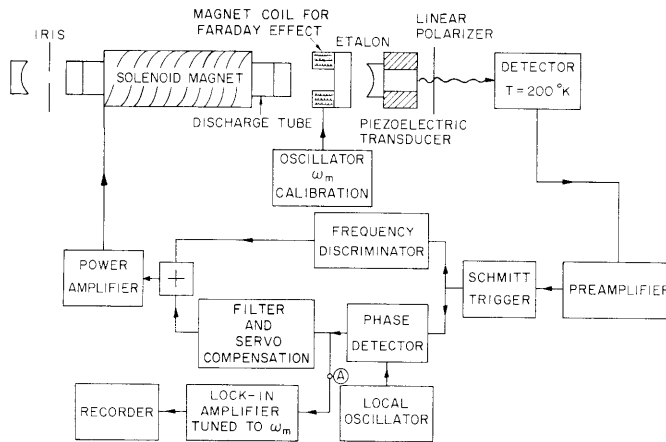 IRIS
MAGNET COIL FOR
FARADAY EFFECT
ETALON
LINEAR
POLARIZER
SOLENOID MAGNET
DISCHARGE TUBE
PIEZOELECTRIC
TRANSDUCER
DETECTOR
T = 200 °K
OSCILLATOR
ωm
CALIBRATION
FREQUENCY
DISCRIMINATOR
POWER
AMPLIFIER
+
SCHMITT
TRIGGER
PREAMPLIFIER
FILTER
AND
SERVO
COMPENSATION
PHASE
DETECTOR
A
RECORDER
LOCK-IN
AMPLIFIER
TUNED TO ωm
LOCAL
OSCILLATOR